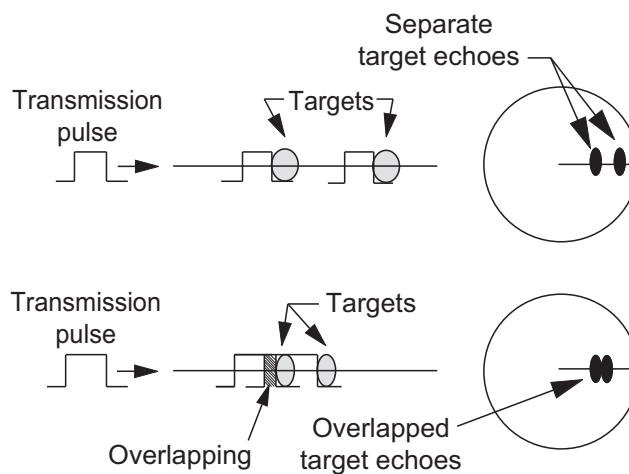 Separate
target echoes
Transmission
pulse
Targets
Transmission
pulse
Targets
Overlapping
Overlapped
target echoes